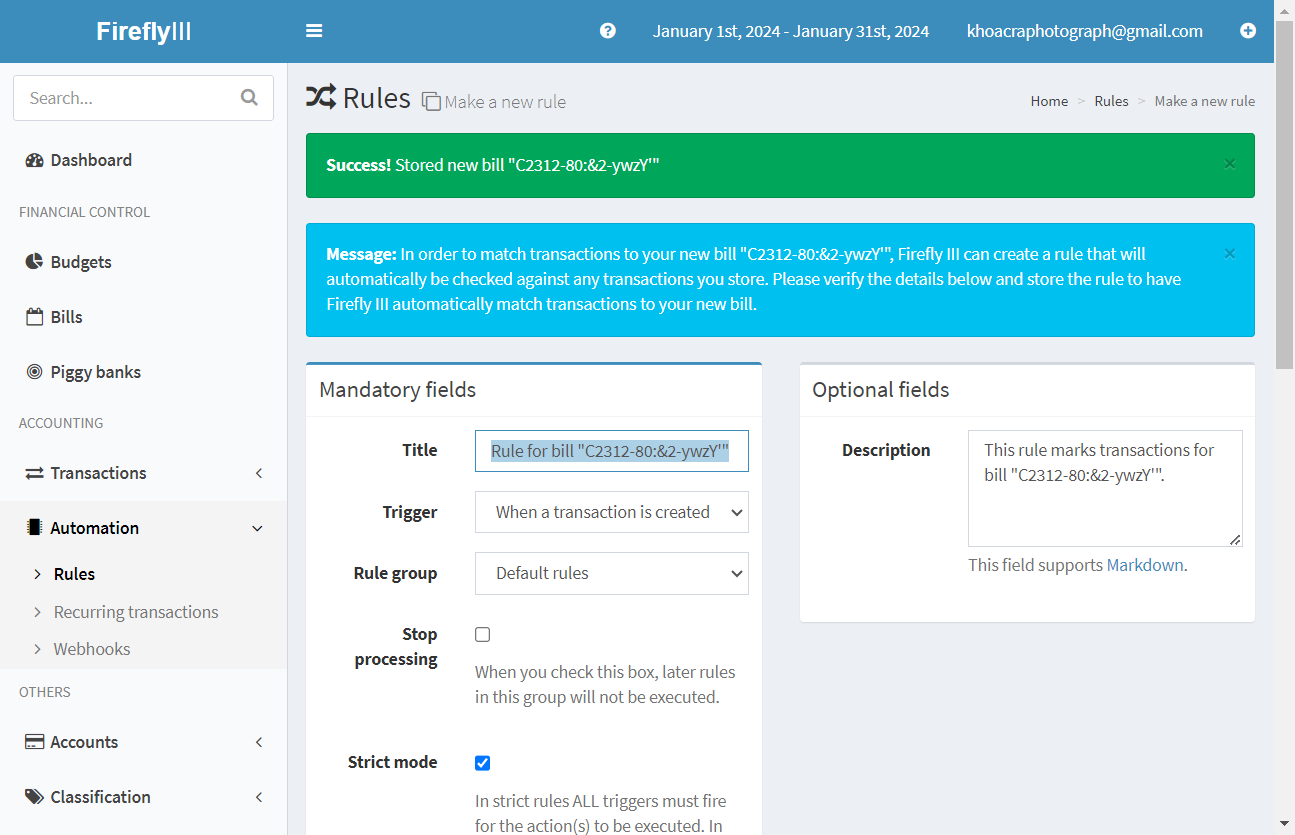 FireflyIII
January 1st, 2024 - January 31st, 2024
khoacraphotograph@gmail.com
Search...
Dashboard
FINANCIAL CONTROL
Budgets
Bills
Piggy banks
ACCOUNTING
Transactions
Automation
Rules
Recurring transactions
Webhooks
OTHERS
Accounts
Classification
Rules Make a new rule
Home > Rules > Make a new rule
Success! Stored new bill "C2312-80:&2-ywzY'"
Message: In order to match transactions to your new bill "C2312-80:&2-ywzY'", Firefly III can create a rule that will
automatically be checked against any transactions you store. Please verify the details below and store the rule to have
Firefly III automatically match transactions to your new bill.
Mandatory fields
Title
Rule for bill "C2312-80:&2-ywzY'"
Trigger
When a transaction is created
Rule group
Default rules
Stop
processing
When you check this box, later rules
in this group will not be executed.
Strict mode
In strict rules ALL triggers must fire
for the action(s) to be executed. In
Optional fields
Description
This rule marks transactions for
bill "C2312-80:&2-ywzY'".
This field supports Markdown.